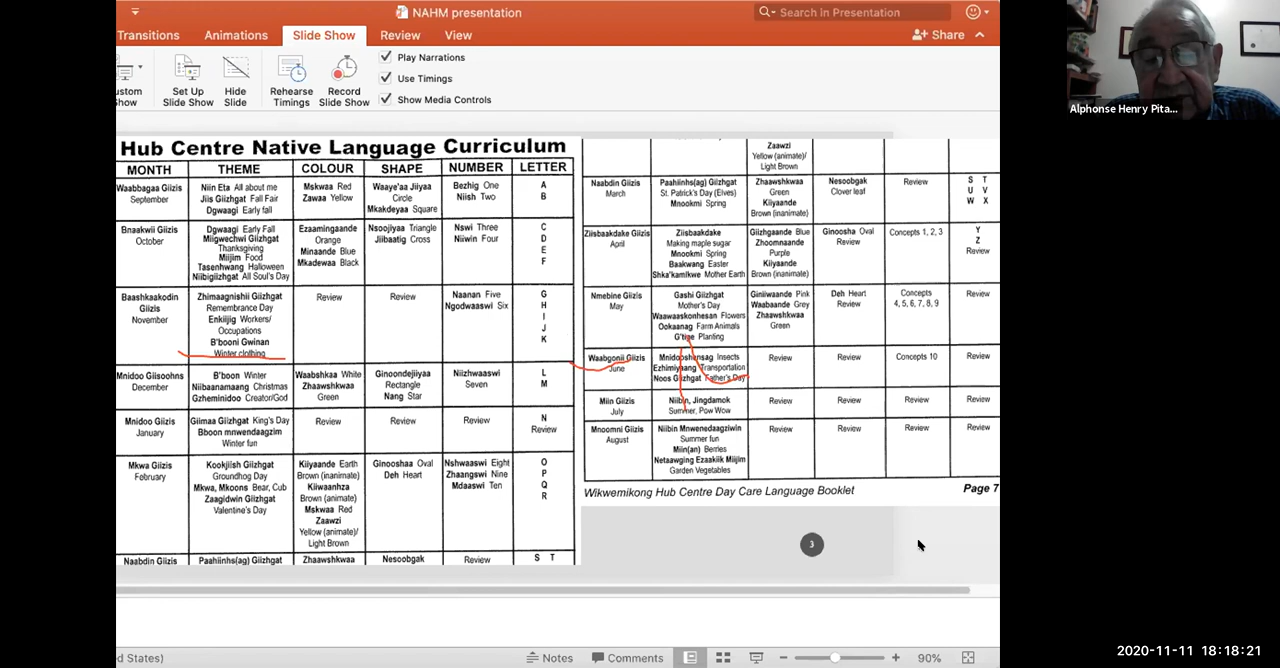 NAHM presentation
Search in Presentation
Transitions Animations Slide Show Review View
Share
Set Up Slide Show
Hide Slide
Rehearse Timings
Record Slide Show
Play Narrations
Use Timings
Show Media Controls
Alphonse Henry Pita...
Hub Centre Native Language Curriculum
MONTH THEME COLOUR SHAPE NUMBER LETTER
Waabbagaa Giizis
September
Niin Eta All about me
Jiis Giizhgat Fall Fair
Dgwaagi Early fall
Mskwaa Red
Zawaa Yellow
Waaye'aa Jiiyaa
Circle
Mkakdeyaa Square
Bezhig One
Niish Two
A
B
Bnaakwii Giizis
October
Dgwaagi Early Fall
Miigwechwi Giizhgat
Thanksgiving
Miijim Food
Tasenhwang Halloween
Niibigiizhgat All Soul's Day
Ezaamingaande
Orange
Minaande Blue
Mkadewaa Black
Nsoojiyaa Triangle
Jiibaatig Cross
Nswi Three
Niiwin Four
C
D
E
F
Baashkaakodin
Giizis
November
Zhimaagnishii Giizhgat
Remembrance Day
Enkiijig Workers/
Occupations
B'booni Gwinan
Winter clothing
Review
Review
Naanan Five
Ngodwaaswi Six
G
H
I
J
K
Mnidoo Giisoohns
December
B'boon Winter
Niibaanamaang Christmas
Gzheminidoo Creator/God
Waabshkaa White
Zhaawshkwaa
Green
Ginoondejiiyaa
Rectangle
Nang Star
Niizhwaaswi
Seven
L
M
Mnidoo Giizis
January
Giimaa Giizhgat King's Day
Bboon mnwendaagzim
Winter fun
Review
Review
Review
N
Review
Mkwa Giizis
February
Kookjiish Giizhgat
Groundhog Day
Mkwa, Mkoons Bear, Cub
Zaagidwin Giizhgat
Valentine's Day
Kiiyaande Earth
Brown (inanimate)
Kiiwaanhza
Brown (animate)
Mskwaa Red
Zaawzi
Yellow (animate)/
Light Brown
Ginooshaa Oval
Deh Heart
Nshwaaswi Eight
Zhaangswi Nine
Mdaaswi Ten
O
P
Q
R
Naabdin Giizis
Paahiinhs(ag) Giizhgat
Zhaawshkwaa
Nesoobgak
Review
S T
Zaawzi
Yellow (animate)/
Light Brown
Naabdin Giizis
March
Paahiinhs(ag) Giizhgat
St. Patrick's Day (Elves)
Mnookmi Spring
Zhaawshkwaa
Green
Kiiyaande
Brown (inanimate)
Nesoobgak
Clover leaf
Review
S T
U V
W X
Ziisbaakdake Giizis
April
Ziisbaakdake
Making maple sugar
Mnookmi Spring
Baakwang Easter
Shka'kamikwe Mother Earth
Giizhgaande Blue
Zhoomnaande
Purple
Kiiyaande
Brown (inanimate)
Ginoosha Oval
Review
Concepts 1, 2, 3
Y
Z
Review
Nmebine Giizis
May
Gashi Giizhgat
Mother's Day
Waawaaskonhesan Flowers
Ookaanag Farm Animals
G'tige Planting
Giniiwaande Pink
Waabaande Grey
Zhaawshkwaa
Green
Deh Heart
Review
Concepts
4, 5, 6, 7, 8, 9
Review
Waabgonii Giizis
June
Mnidooshensag Insects
Ezhimiyaang Transportation
Noos Giizhgat Father's Day
Review
Review
Concepts 10
Review
Miin Giizis
July
Niibin, Jingdamok
Summer, Pow Wow
Review
Review
Review
Review
Mnoomni Giizis
August
Niibin Mnwenedaagziwin
Summer fun
Miin(an) Berries
Netaawging Ezaakiik Miijim
Garden Vegetables
Review
Review
Review
Review
Wikwemikong Hub Centre Day Care Language Booklet Page 7
3
d States)
Notes
Comments
90%
2020-11-11 18:18:21